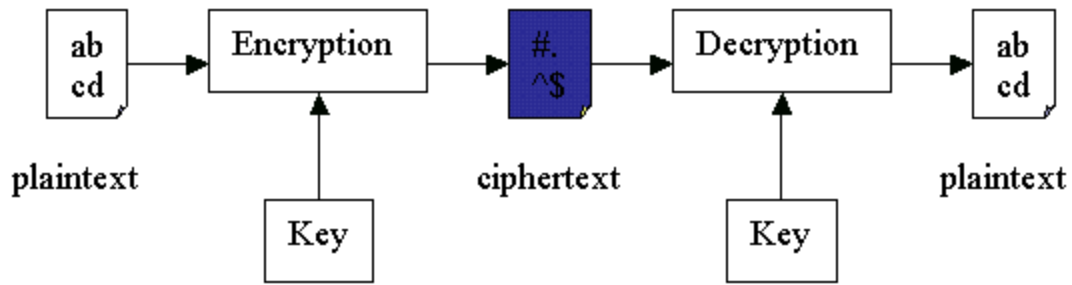 ab
cd
Encryption
#.
^$
Decryption
ab
cd
plaintext
ciphertext
plaintext
Key
Key